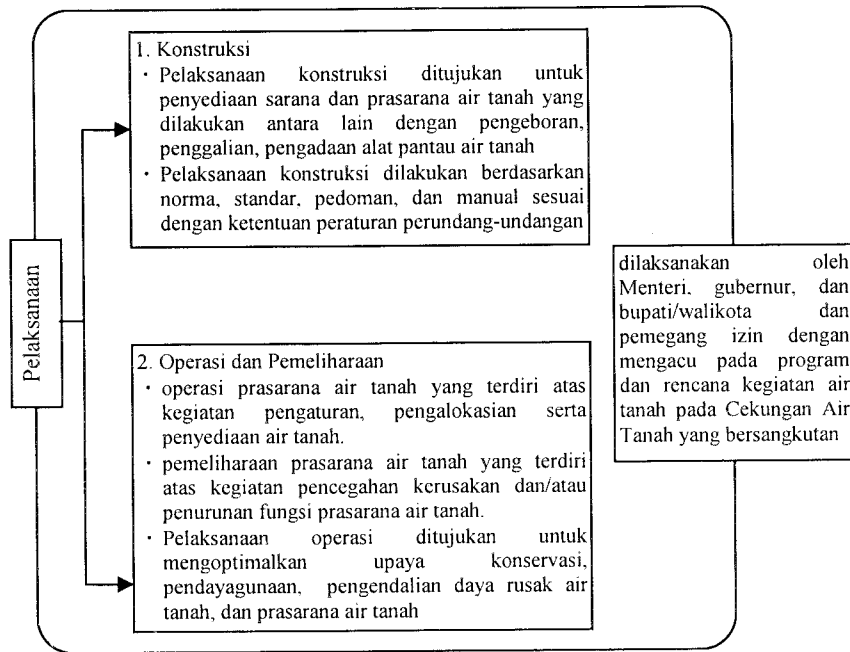 Pelaksanaan
1. Konstruksi
· Pelaksanaan konstruksi ditujukan untuk
penyediaan sarana dan prasarana air tanah yang
dilakukan antara lain dengan pengeboran,
penggalian, pengadaan alat pantau air tanah
· Pelaksanaan konstruksi dilakukan berdasarkan
norma, standar, pedoman, dan manual sesuai
dengan ketentuan peraturan perundang-undangan
2. Operasi dan Pemeliharaan
· operasi prasarana air tanah yang terdiri atas
kegiatan pengaturan, pengalokasian serta
penyediaan air tanah.
· pemeliharaan prasarana air tanah yang terdiri
atas kegiatan pencegahan kerusakan dan/atau
penurunan fungsi prasarana air tanah.
· Pelaksanaan operasi ditujukan untuk
mengoptimalkan upaya konservasi,
pendayagunaan, pengendalian daya rusak air
tanah, dan prasarana air tanah
dilaksanakan oleh
Menteri, gubernur, dan
bupati/walikota dan
pemegang izin dengan
mengacu pada program
dan rencana kegiatan air
tanah pada Cekungan Air
Tanah yang bersangkutan